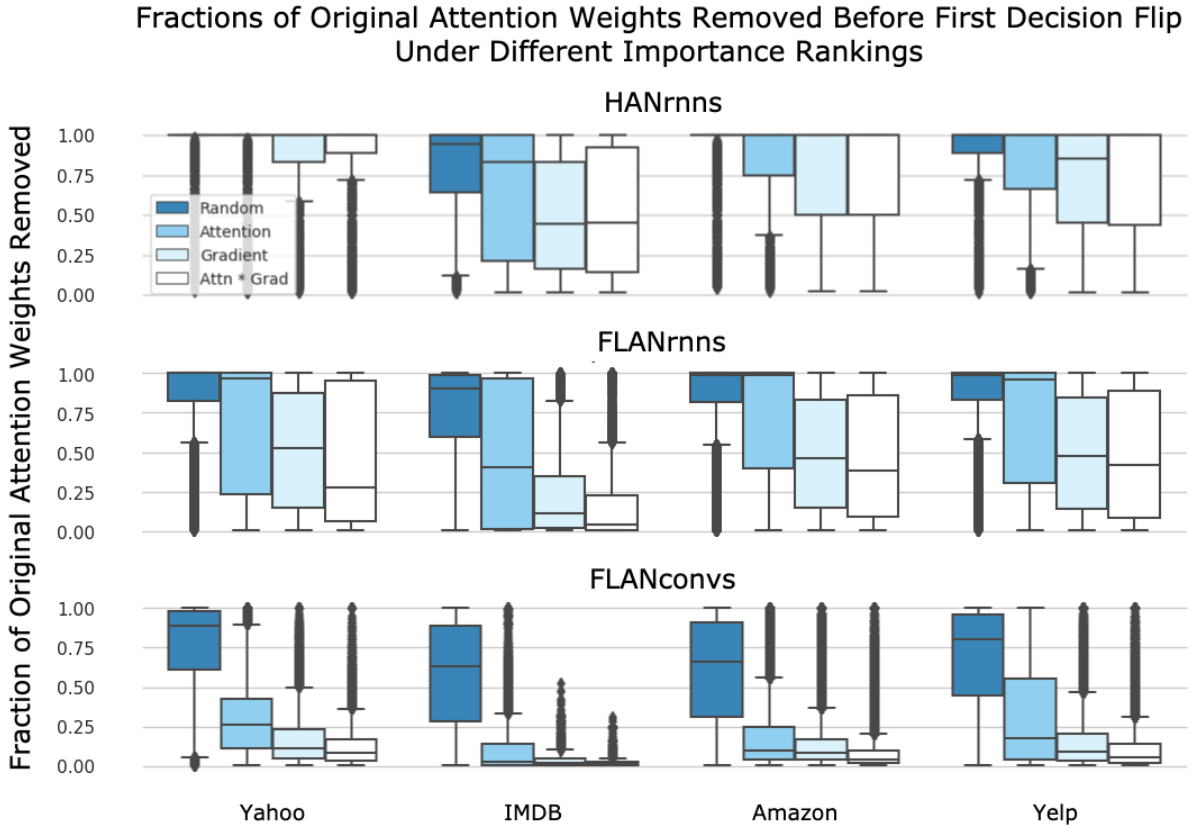 Fractions of Original Attention Weights Removed Before First Decision Flip
Under Different Importance Rankings
Fraction of Original Attention Weights Removed
HANrnns
1.00
0.75
0.50
0.25
0.00
Random
Attention
Gradient
Attn * Grad
FLANrnns
1.00
0.75
0.50
0.25
0.00
FLANconvs
1.00
0.75
0.50
0.25
0.00
Yahoo
IMDB
Amazon
Yelp